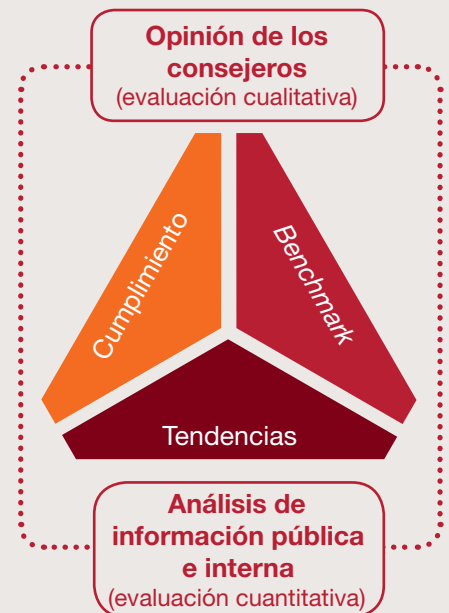 Opinión de los
consejeros
(evaluación cualitativa)
Cumplimiento
Benchmark
Tendencias
Análisis de
información pública
e interna
(evaluación cuantitativa)